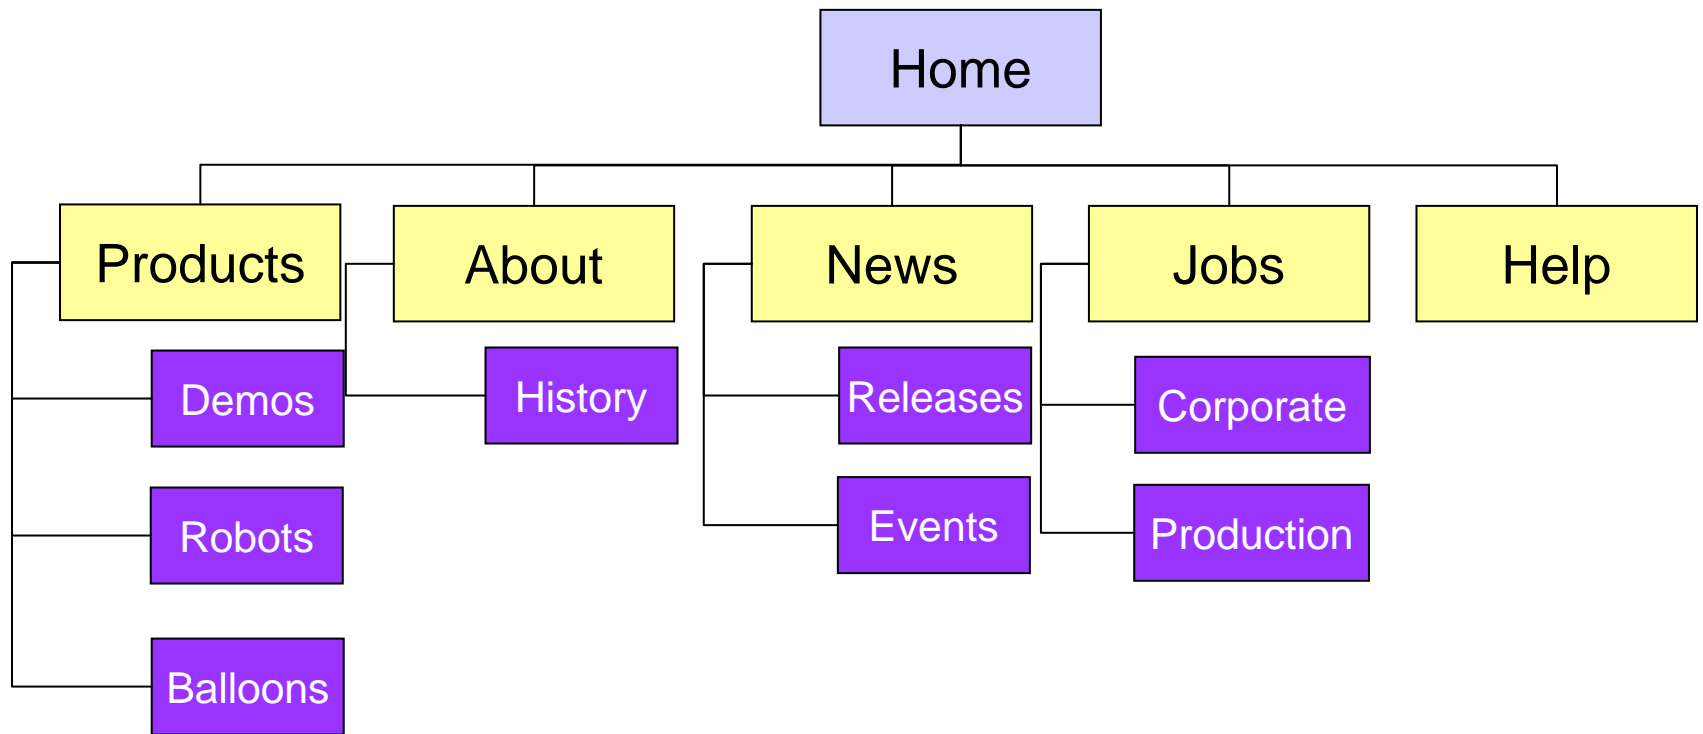 Home
Products
About
News
Jobs
Help
Demos
History
Releases
Corporate
Robots
Events
Production
Balloons